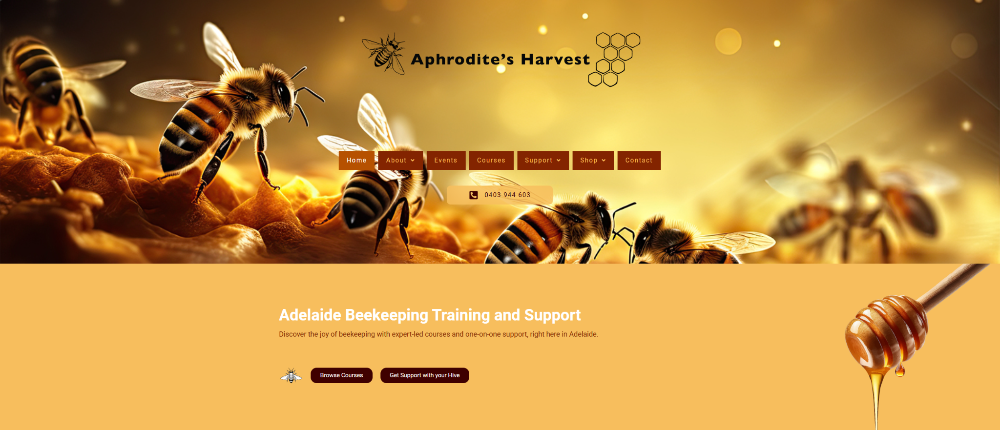 Aphrodite's Harvest
Home About Events Courses Support Shop Contact
0403 944 603
Adelaide Beekeeping Training and Support
Discover the joy of beekeeping with expert-led courses and one-on-one support, right here in Adelaide.
Browse Courses Get Support with your Hive